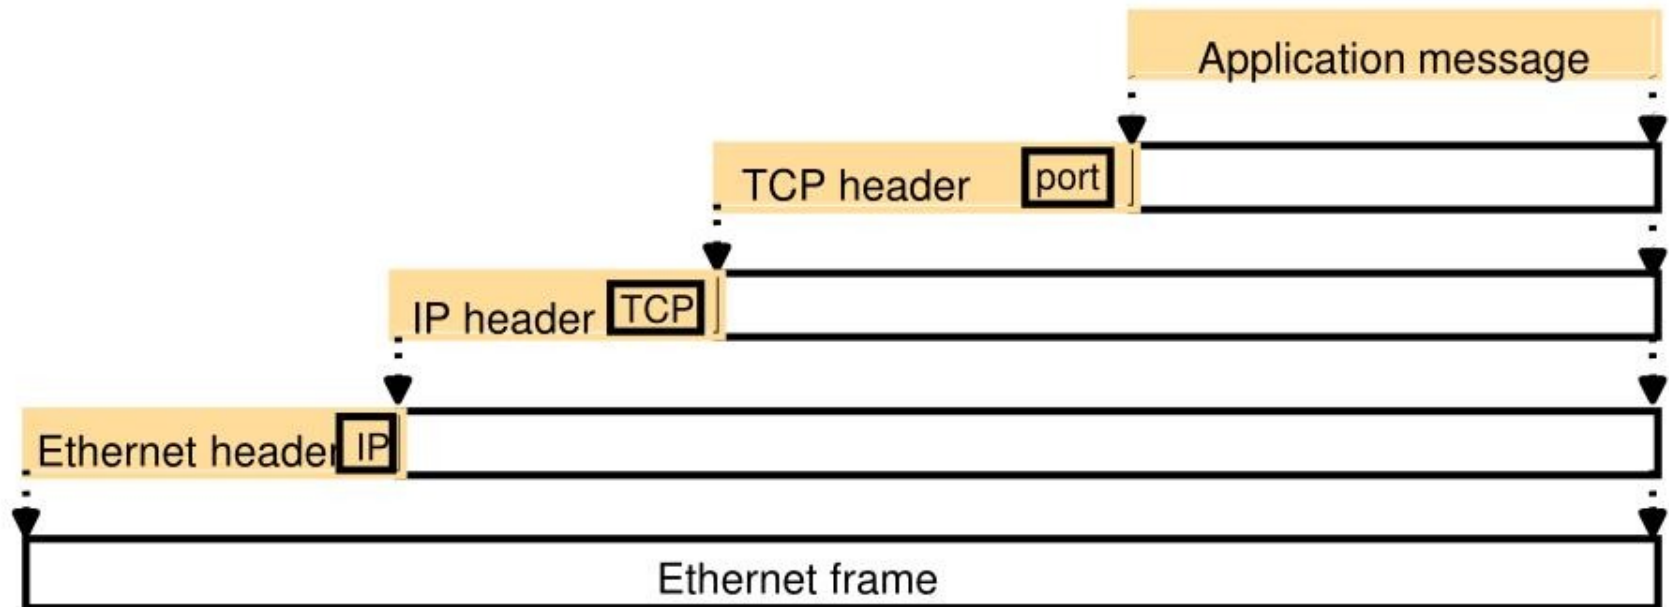 Application message
TCP header port
IP header TCP
Ethernet header IP
Ethernet frame